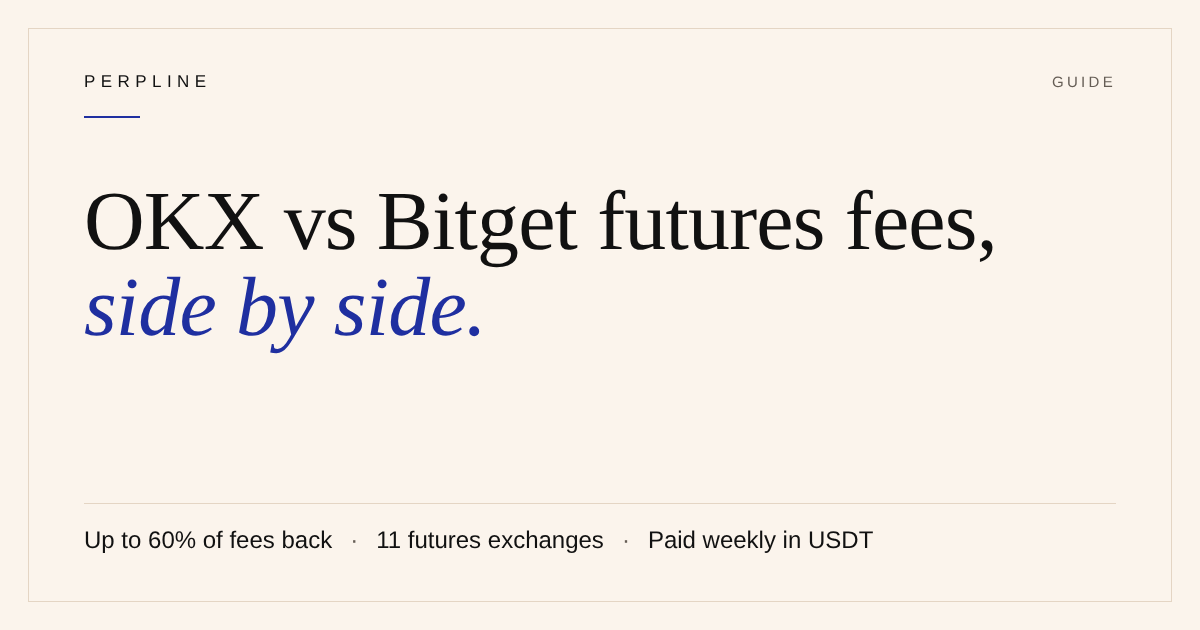 PERPLINE
GUIDE
OKX vs Bitget futures fees,
side by side.
Up to 60% of fees back · 11 futures exchanges · Paid weekly in USDT